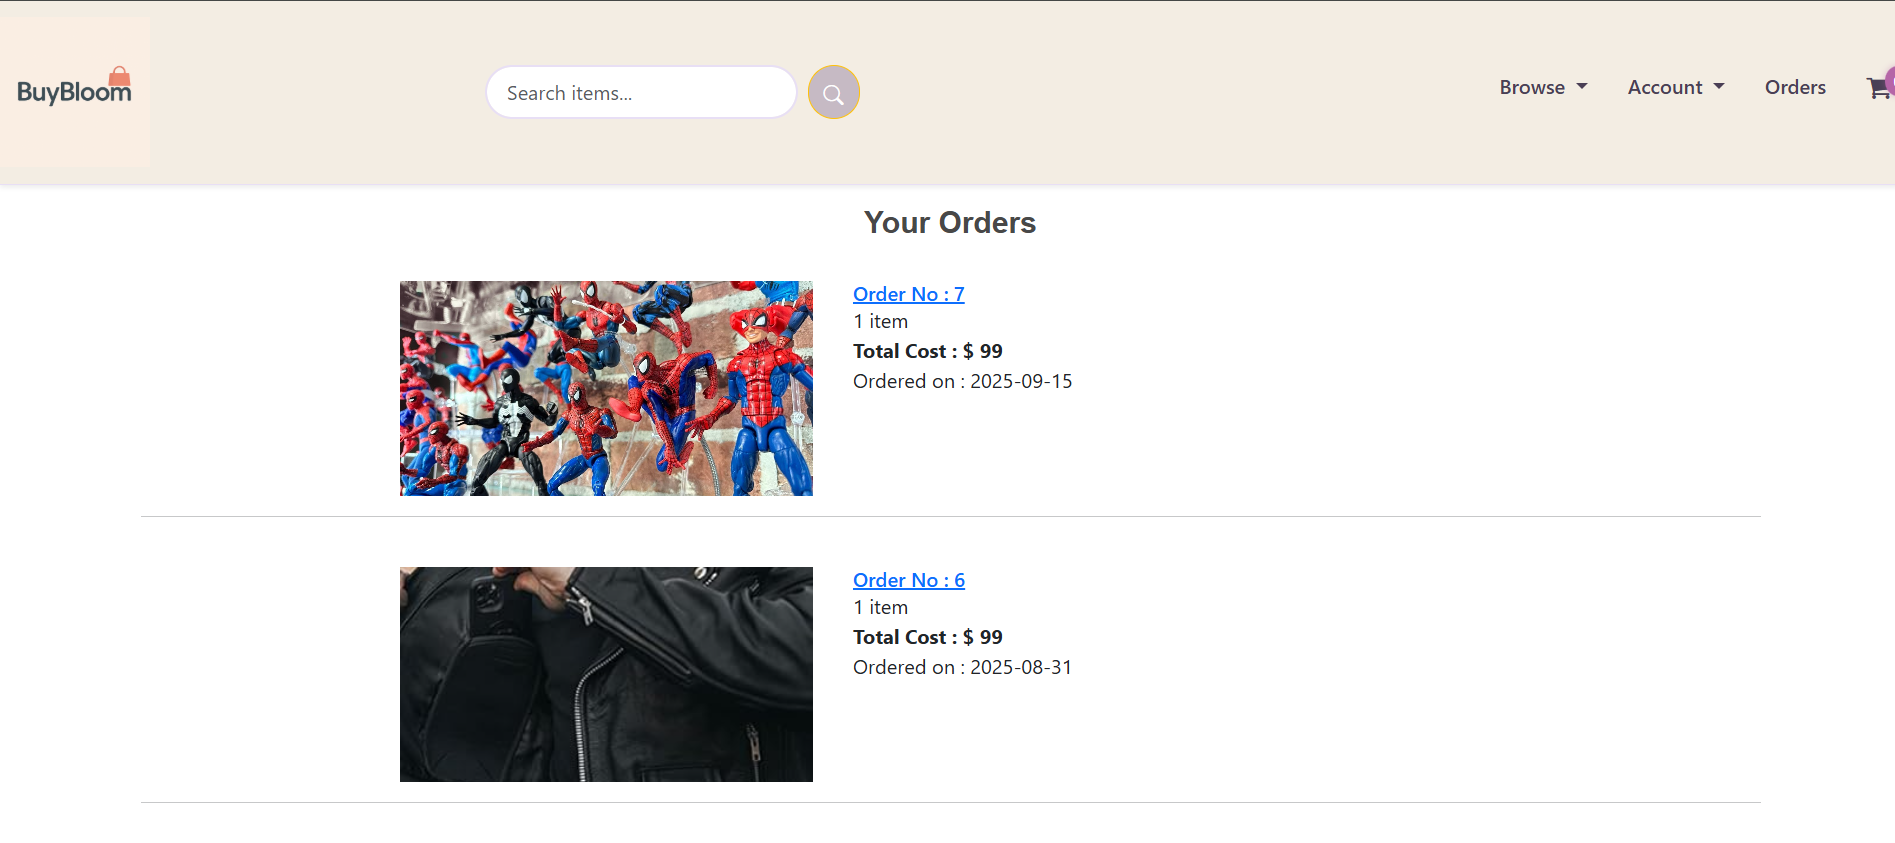 BuyBloom
Search items...
Browse
Account
Orders
Your Orders
Order No : 7
1 item
Total Cost : $ 99
Ordered on : 2025-09-15
Order No : 6
1 item
Total Cost : $ 99
Ordered on : 2025-08-31